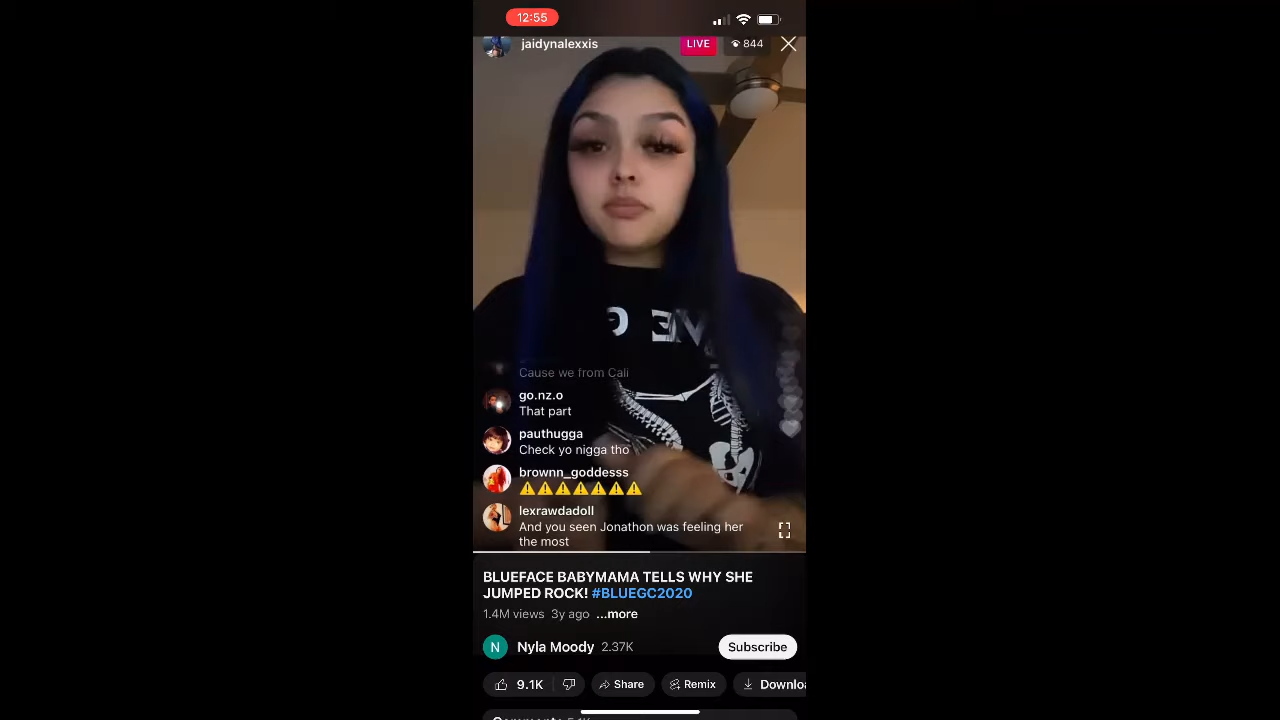 12:55
jaidynalexxis
LIVE
844
Cause we from Cali
go.nz.o
That part
pauthugga
Check yo nigga tho
brownn_goddesss
⚠️⚠️⚠️⚠️⚠️⚠️⚠️
lexrawdadoll
And you seen Jonathon was feeling her
the most
BLUEFACE BABYMAMA TELLS WHY SHE
JUMPED ROCK! #BLUEGC2020
1.4M views 3y ago ...more
N
Nyla Moody 2.37K
Subscribe
9.1K
Share
Remix
Downloa